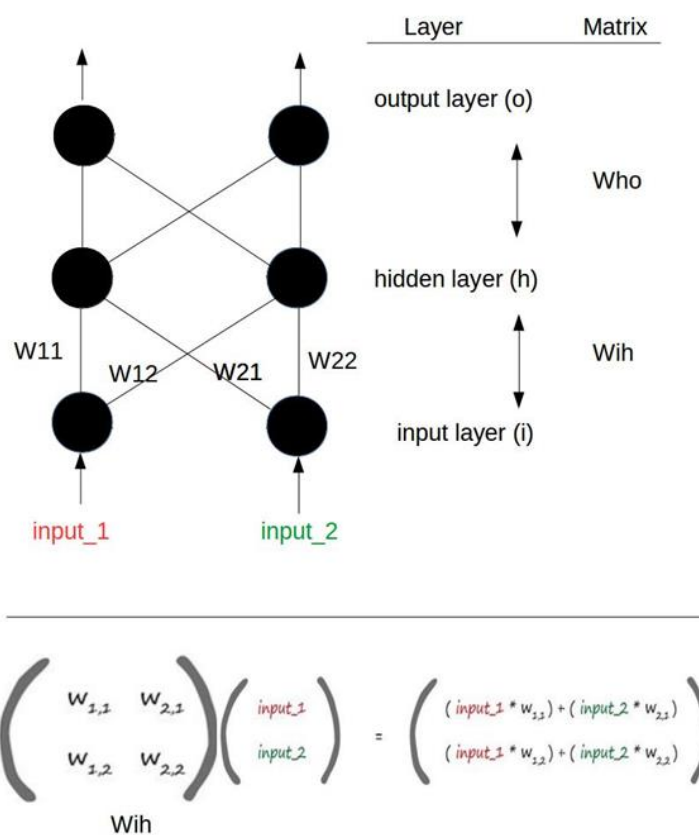 Layer Matrix
output layer (o)
Who
hidden layer (h)
W11 W12 W21 W22
Wih
input layer (i)
input_1 input_2
w1,1 w2,1
w1,2 w2,2
input_1
input_2
=
(input_1 * w1,1) + (input_2 * w2,1)
(input_1 * w1,2) + (input_2 * w2,2)
Wih